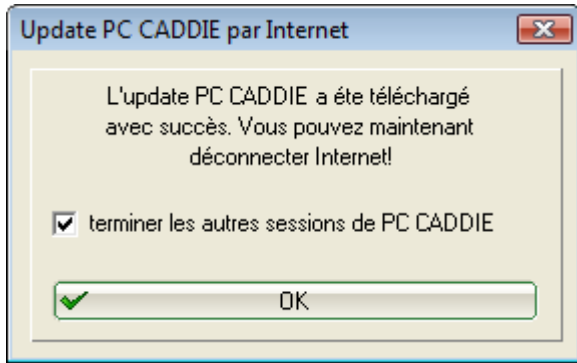 Update PC CADDIE par Internet
L'update PC CADDIE a éte téléchargé
avec succès. Vous pouvez maintenant
déconnecter Internet!
terminer les autres sessions de PC CADDIE
OK